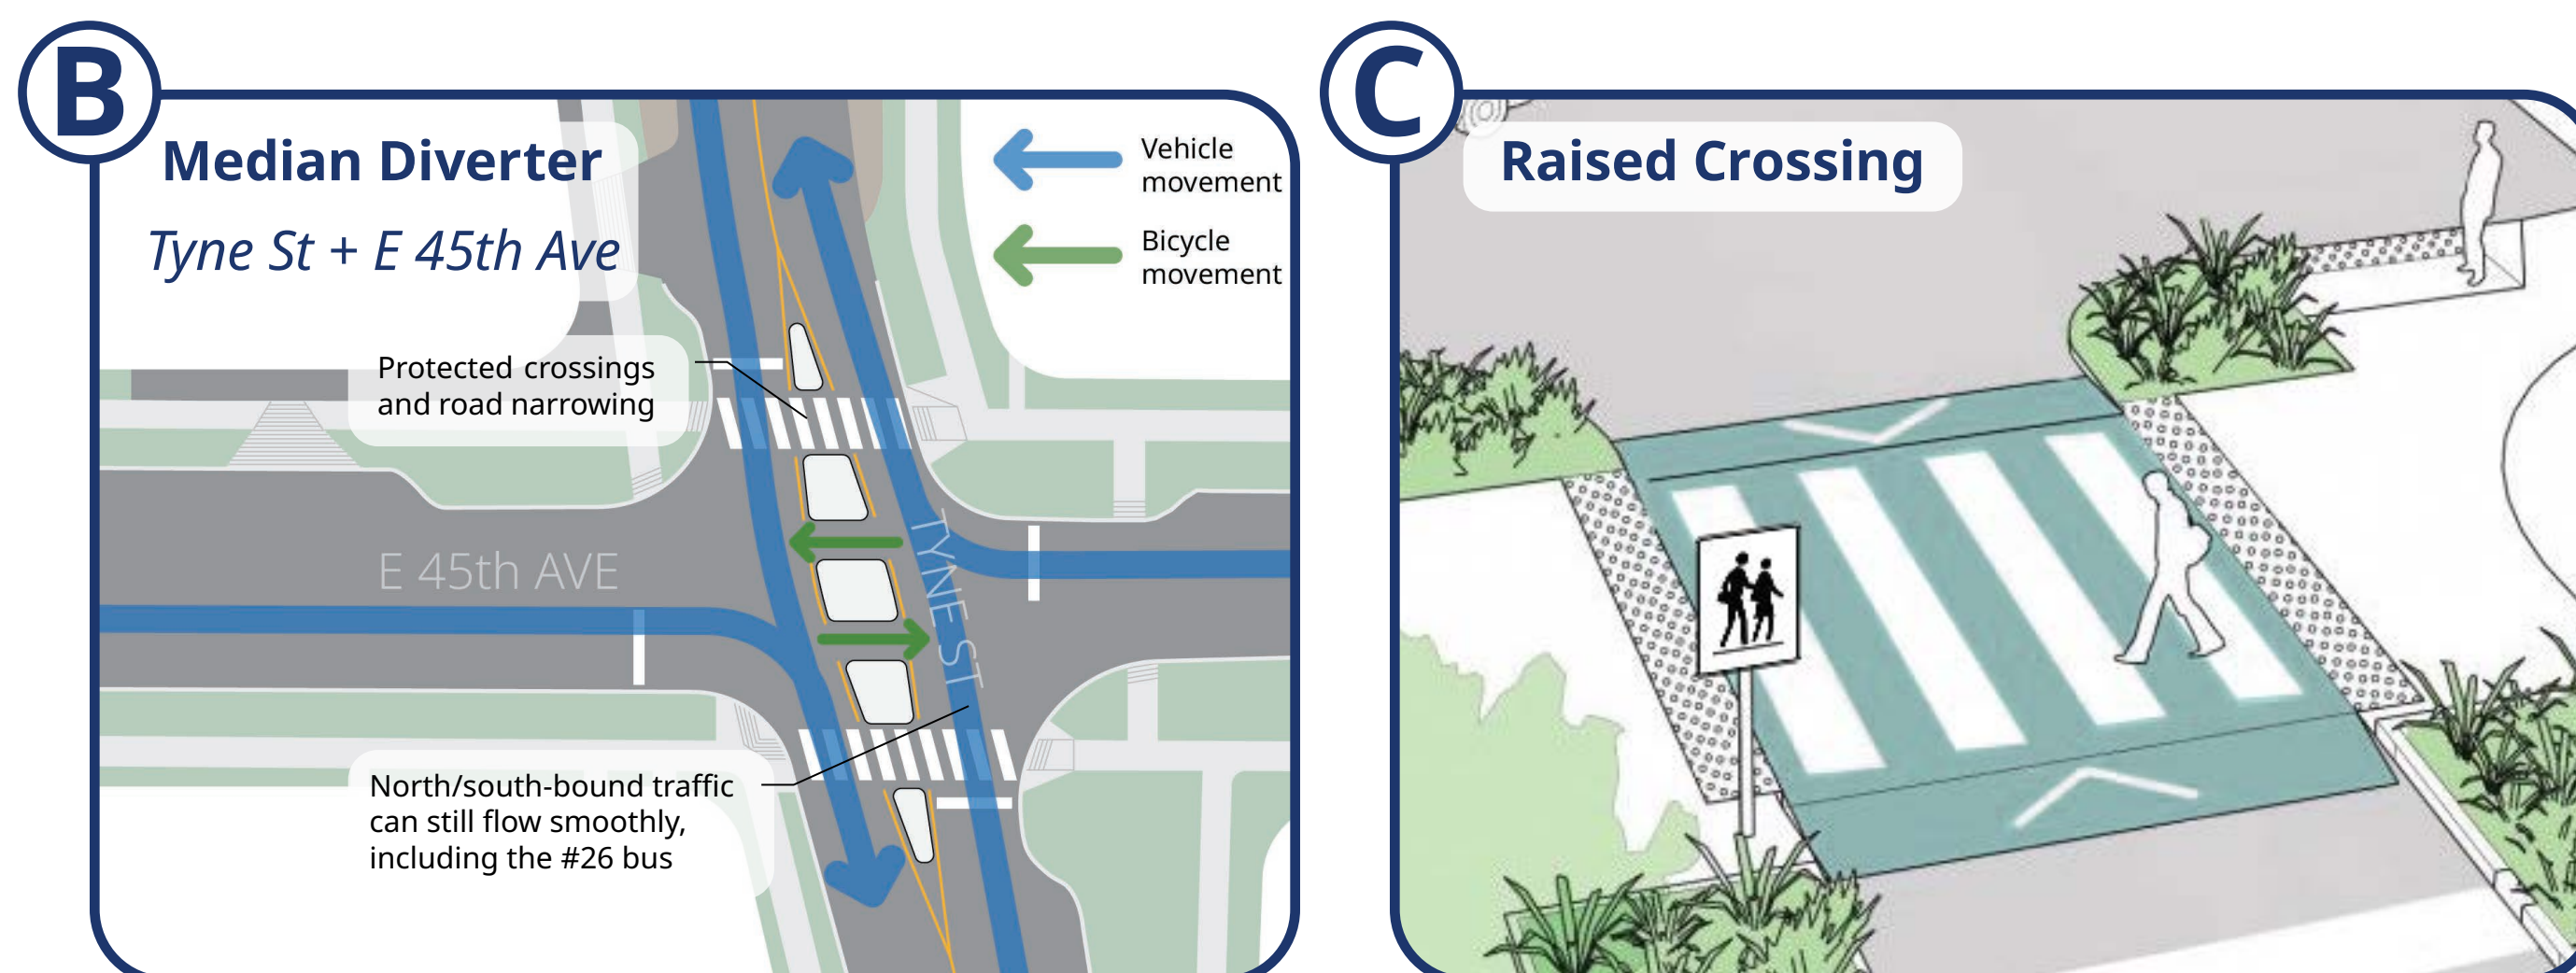 B
Median Diverter
Tyne St + E 45th Ave
Vehicle
movement
Bicycle
movement
Protected crossings
and road narrowing
E 45th AVE
TYNE ST
North/south-bound traffic
can still flow smoothly,
including the #26 bus
C
Raised Crossing